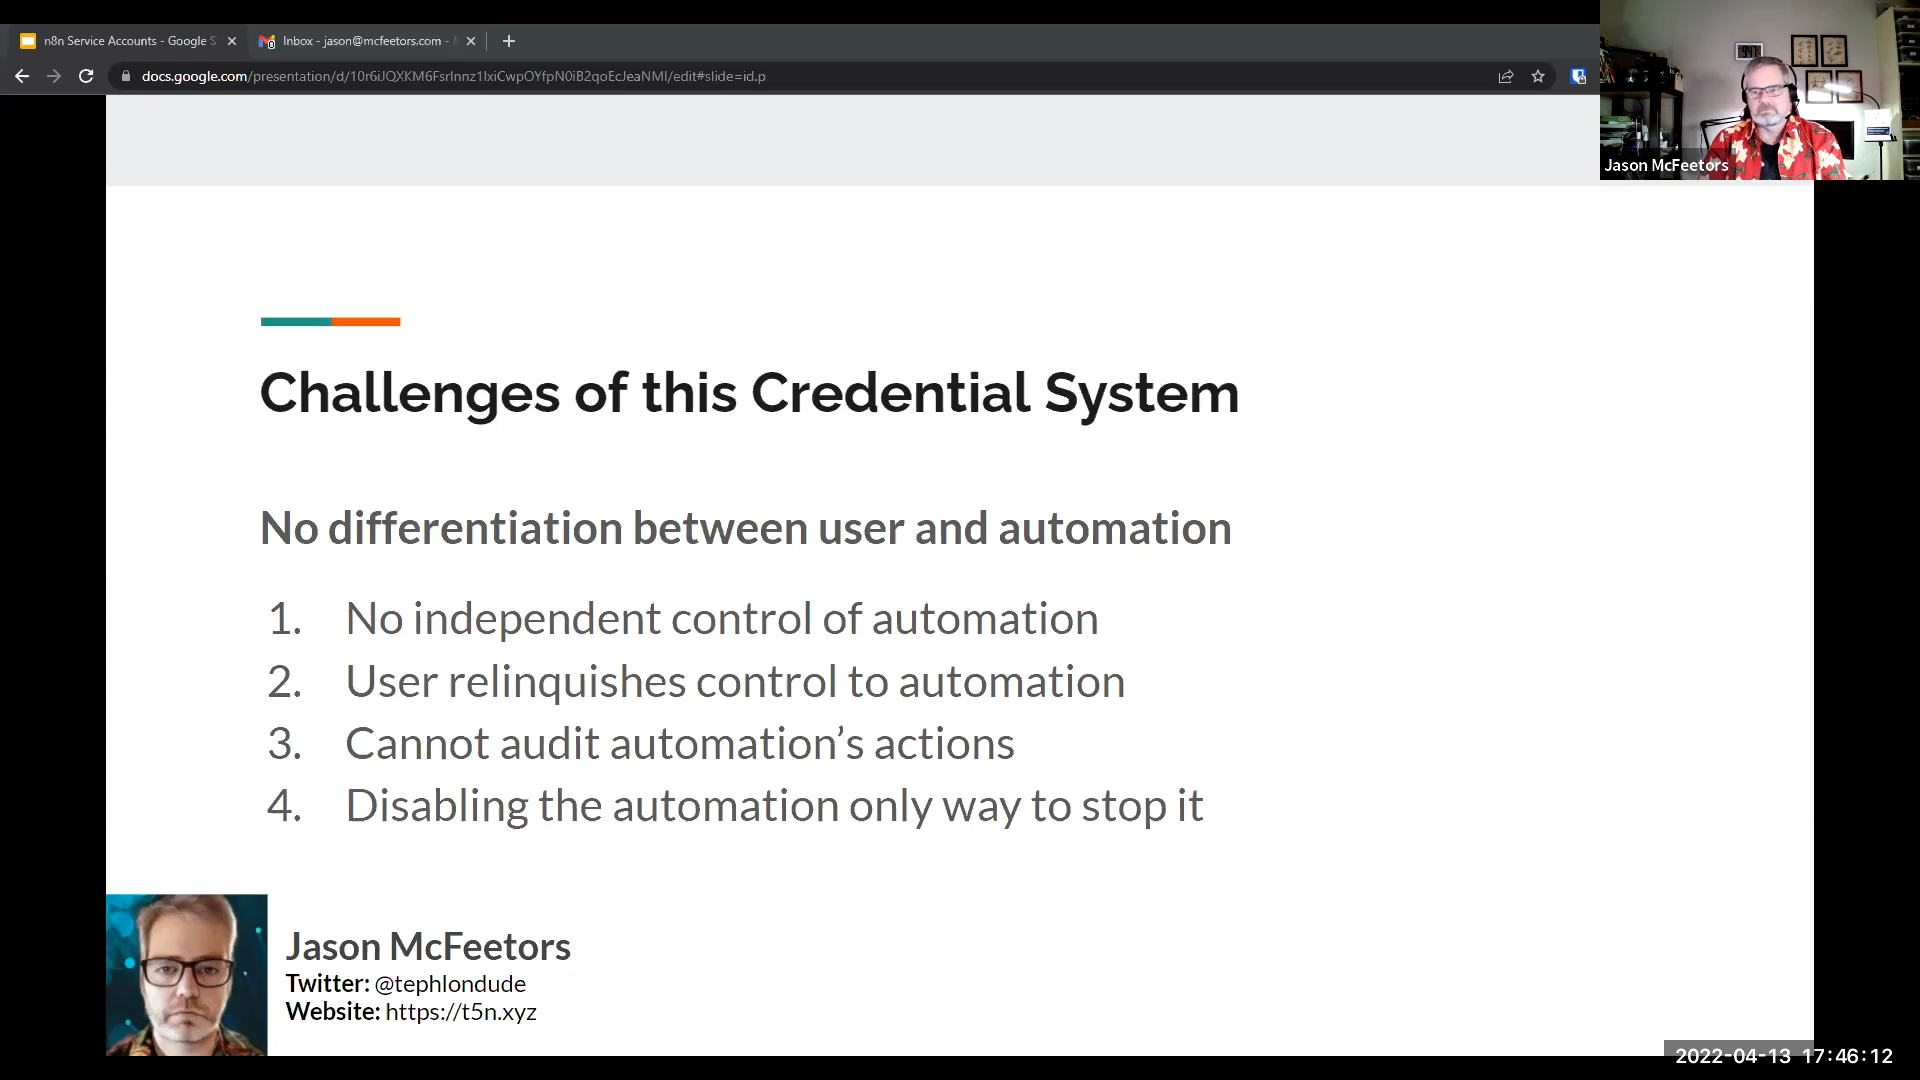 n8n Service Accounts - Google S
Inbox - jason@mcfeetors.com -
docs.google.com/presentation/d/10r6iJQXKM6FsrInnz1IxiCwpOYfpN0iB2qoEcJeaNMI/edit#slide=id.p
Jason McFeetors
Challenges of this Credential System
No differentiation between user and automation
1. No independent control of automation
2. User relinquishes control to automation
3. Cannot audit automation’s actions
4. Disabling the automation only way to stop it
Jason McFeetors
Twitter: @tephlondude
Website: https://t5n.xyz
2022-04-13 17:46:12